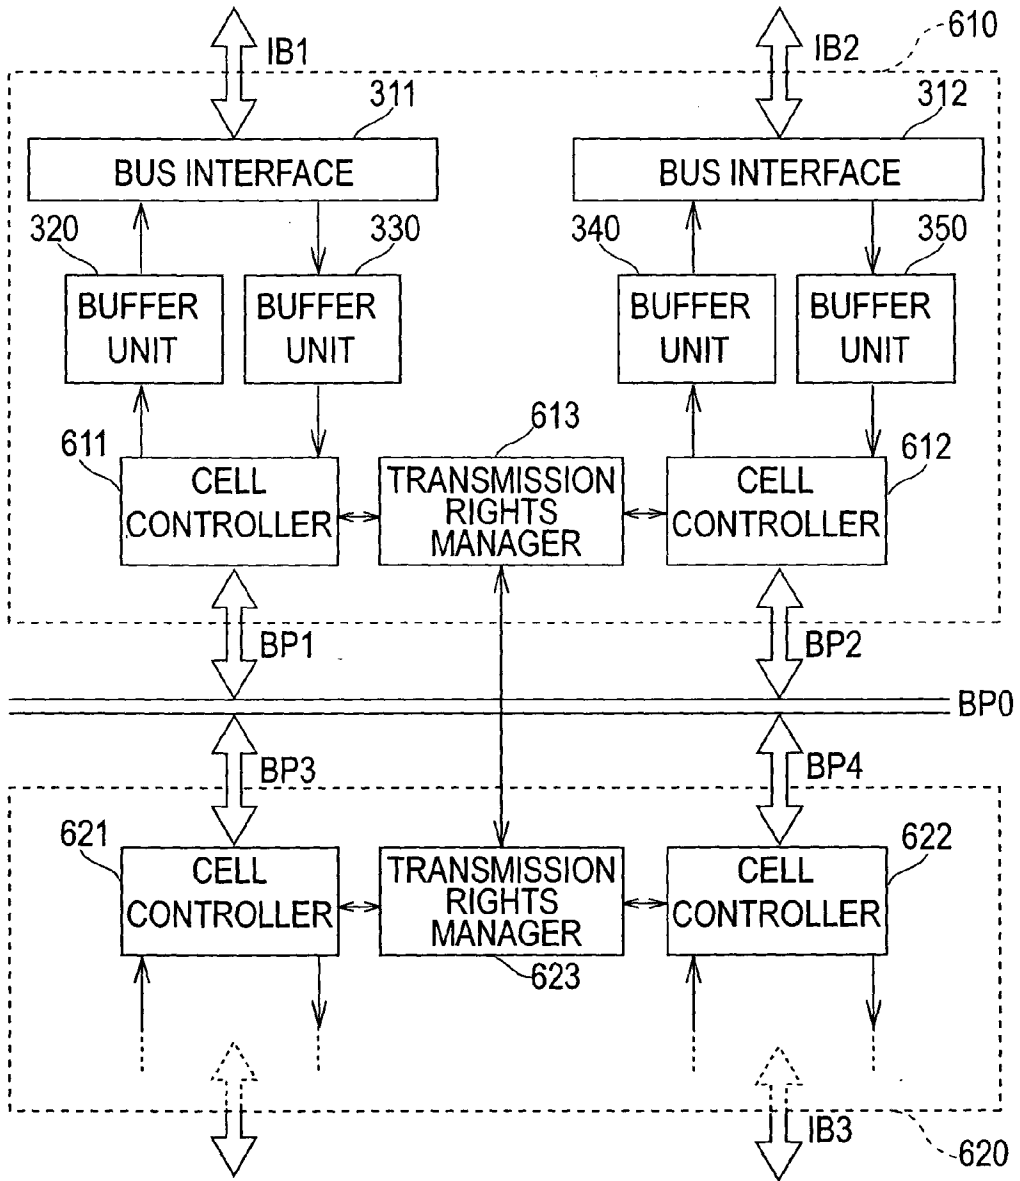 IB1
IB2
610
311
312
BUS INTERFACE
BUS INTERFACE
320
330
340
350
BUFFER
UNIT
BUFFER
UNIT
BUFFER
UNIT
BUFFER
UNIT
611
613
612
CELL
CONTROLLER
TRANSMISSION
RIGHTS
MANAGER
CELL
CONTROLLER
BP1
BP2
BP0
BP3
BP4
621
622
CELL
CONTROLLER
TRANSMISSION
RIGHTS
MANAGER
CELL
CONTROLLER
623
IB3
620